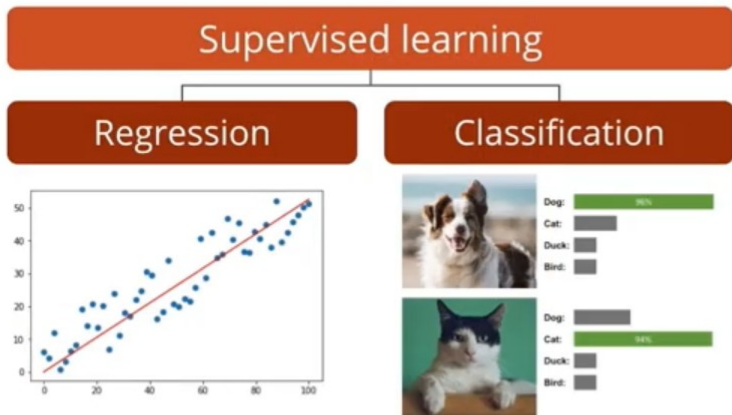 Supervised learning
Regression
Classification
50
40
30
20
10
0
0 20 40 60 80 100
Dog: 96%
Cat:
Duck:
Bird:
Dog:
Cat: 94%
Duck:
Bird: